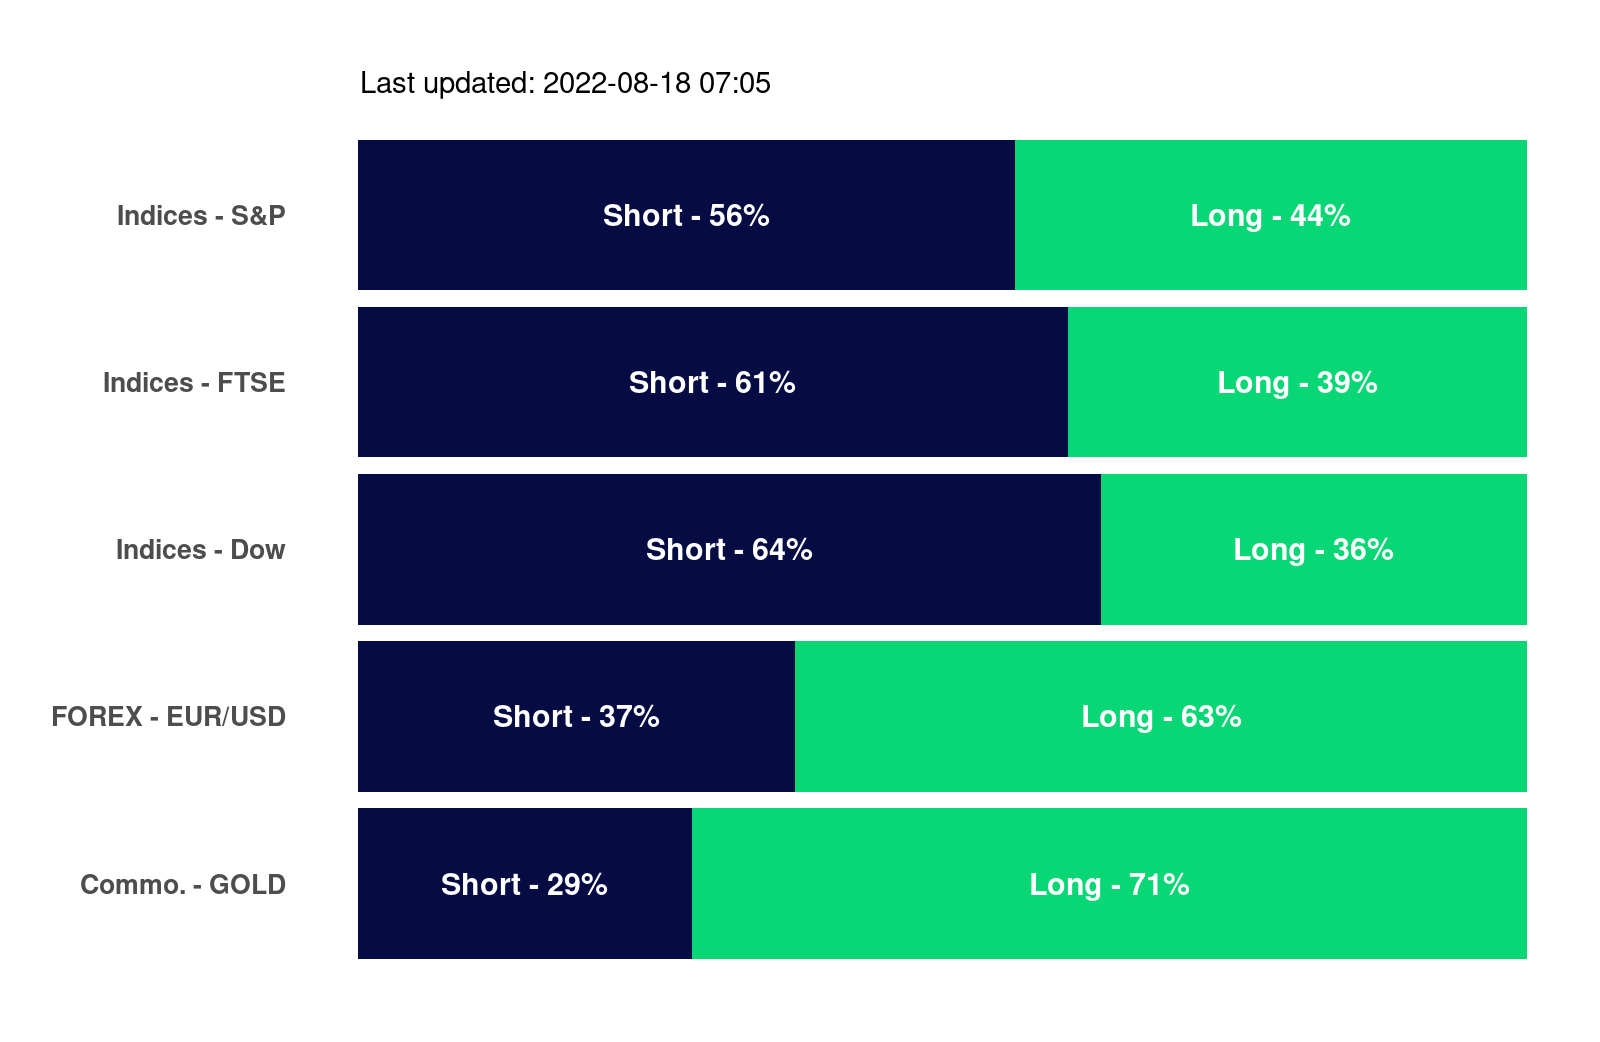 Last updated: 2022-08-18 07:05
Indices - S&P Short - 56% Long - 44%
Indices - FTSE Short - 61% Long - 39%
Indices - Dow Short - 64% Long - 36%
FOREX - EUR/USD Short - 37% Long - 63%
Commo. - GOLD Short - 29% Long - 71%